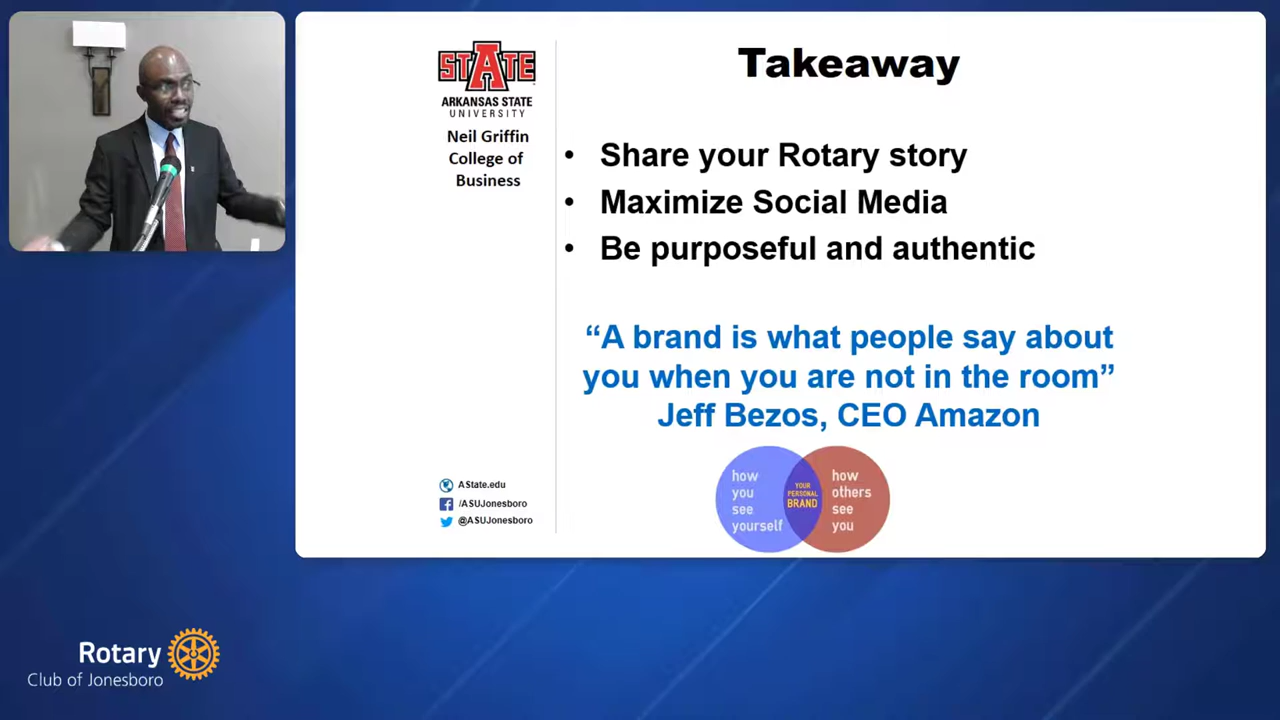 STATE
ARKANSAS STATE
UNIVERSITY
Neil Griffin
College of
Business
Takeaway
• Share your Rotary story
• Maximize Social Media
• Be purposeful and authentic
“A brand is what people say about
you when you are not in the room”
Jeff Bezos, CEO Amazon
how
you
see
yourself
YOUR
PERSONAL
BRAND
how
others
see
you
AState.edu
/ASUJonesboro
@ASUJonesboro
Rotary
Club of Jonesboro